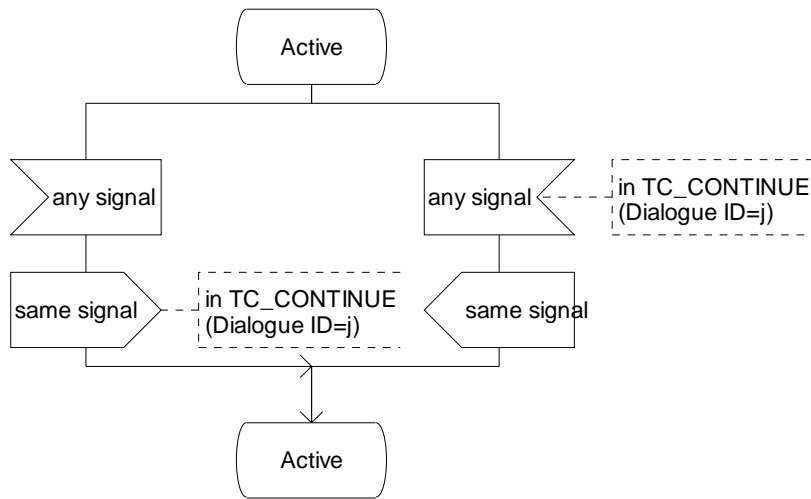 Active
any signal
any signal
in TC_CONTINUE
(Dialogue ID=j)
same signal
in TC_CONTINUE
(Dialogue ID=j)
same signal
Active